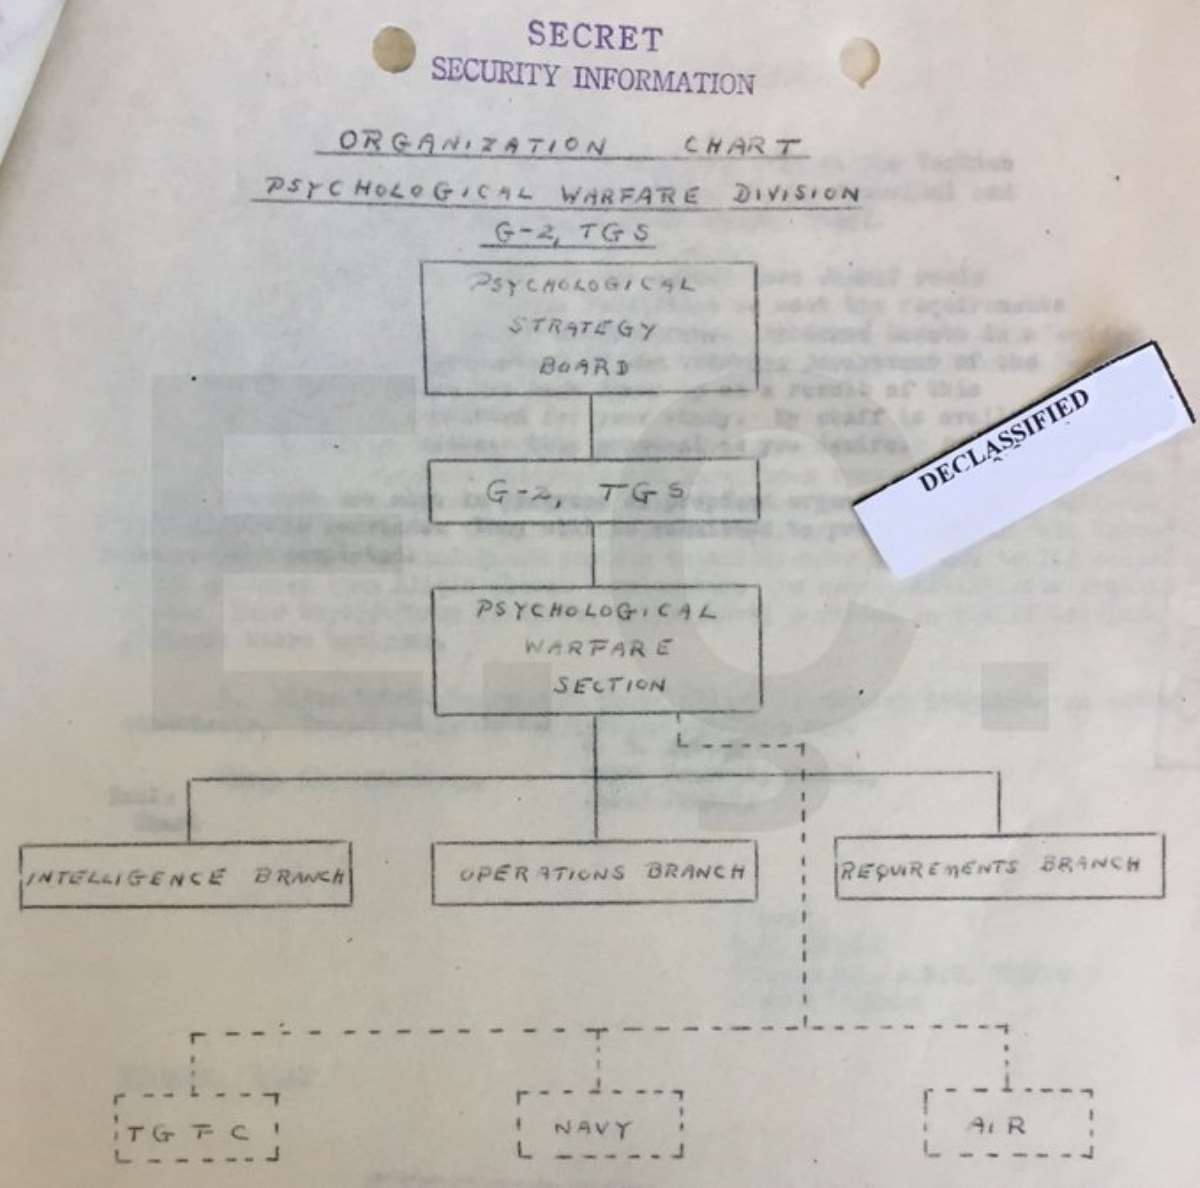 SECRET
SECURITY INFORMATION
ORGANIZATION CHART
PSYCHOLOGICAL WARFARE DIVISION
G-2, TGS
PSYCHOLOGICAL
STRATEGY
BOARD
DECLASSIFIED
G-2, TGS
PSYCHOLOGICAL
WARFARE
SECTION
INTELLIGENCE BRANCH
OPERATIONS BRANCH
REQUIREMENTS BRANCH
TGFC
NAVY
AIR
E.Ç.